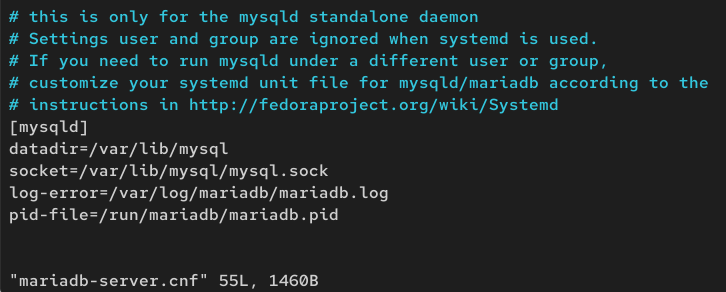 # this is only for the mysqld standalone daemon
# Settings user and group are ignored when systemd is used.
# If you need to run mysqld under a different user or group,
# customize your systemd unit file for mysqld/mariadb according to the
# instructions in http://fedoraproject.org/wiki/Systemd
[mysqld]
datadir=/var/lib/mysql
socket=/var/lib/mysql/mysql.sock
log-error=/var/log/mariadb/mariadb.log
pid-file=/run/mariadb/mariadb.pid
"mariadb-server.cnf" 55L, 1460B